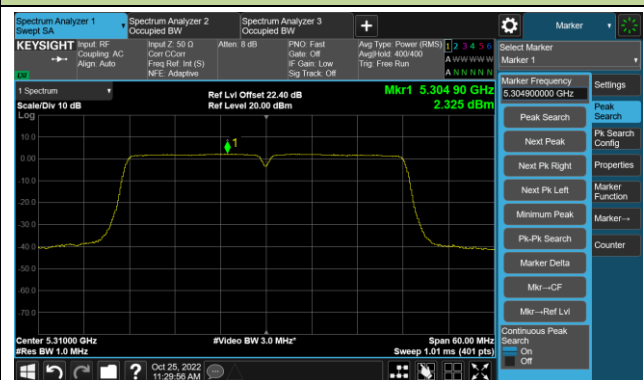 Spectrum Analyzer 1
Swept SA
Spectrum Analyzer 2
Occupied BW
Spectrum Analyzer 3
Occupied BW
Marker
KEYSIGHT
Input: RF
Coupling: AC
Align: Auto
Input Z: 50 Ω
Corr CCorr
Freq Ref: Int (S)
NFE: Adaptive
Atten: 8 dB
PNO: Fast
Gate: Off
IF Gain: Low
Sig Track: Off
Avg Type: Power (RMS)
AvgHold: 400/400
Trig: Free Run
1 2 3 4 5 6
A W W W W W
A N N N N N
LXI
Select Marker
Marker 1
1 Spectrum
Scale/Div 10 dB
Log
Ref Lvl Offset 22.40 dB
Ref Level 20.00 dBm
Mkr1 5.304 90 GHz
2.325 dBm
10.0
0.00
-10.0
-20.0
-30.0
-40.0
-50.0
-60.0
-70.0
1
Center 5.31000 GHz
#Res BW 1.0 MHz
#Video BW 3.0 MHz*
Span 60.00 MHz
Sweep 1.01 ms (401 pts)
Marker Frequency
5.304900000 GHz
Peak Search
Next Peak
Next Pk Right
Next Pk Left
Minimum Peak
Pk-Pk Search
Marker Delta
Mkr→CF
Mkr→Ref Lvl
Continuous Peak
Search
On
Off
Settings
Peak
Search
Pk Search
Config
Properties
Marker
Function
Marker→
Counter
?
Oct 25, 2022
11:29:56 AM